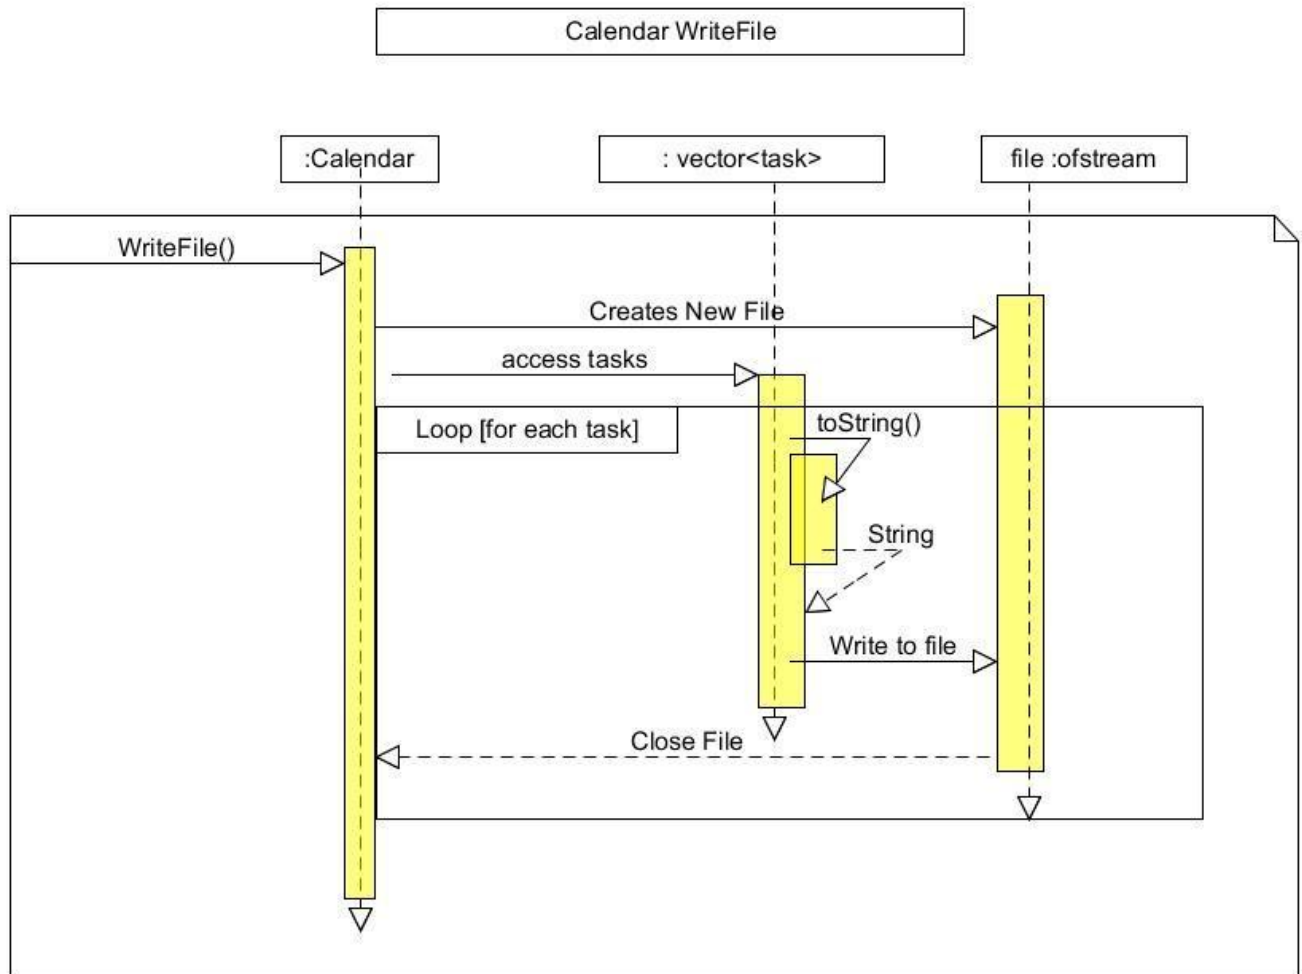 Calendar WriteFile
:Calendar
: vector<task>
file :ofstream
WriteFile()
Creates New File
access tasks
Loop [for each task]
toString()
String
Write to file
Close File